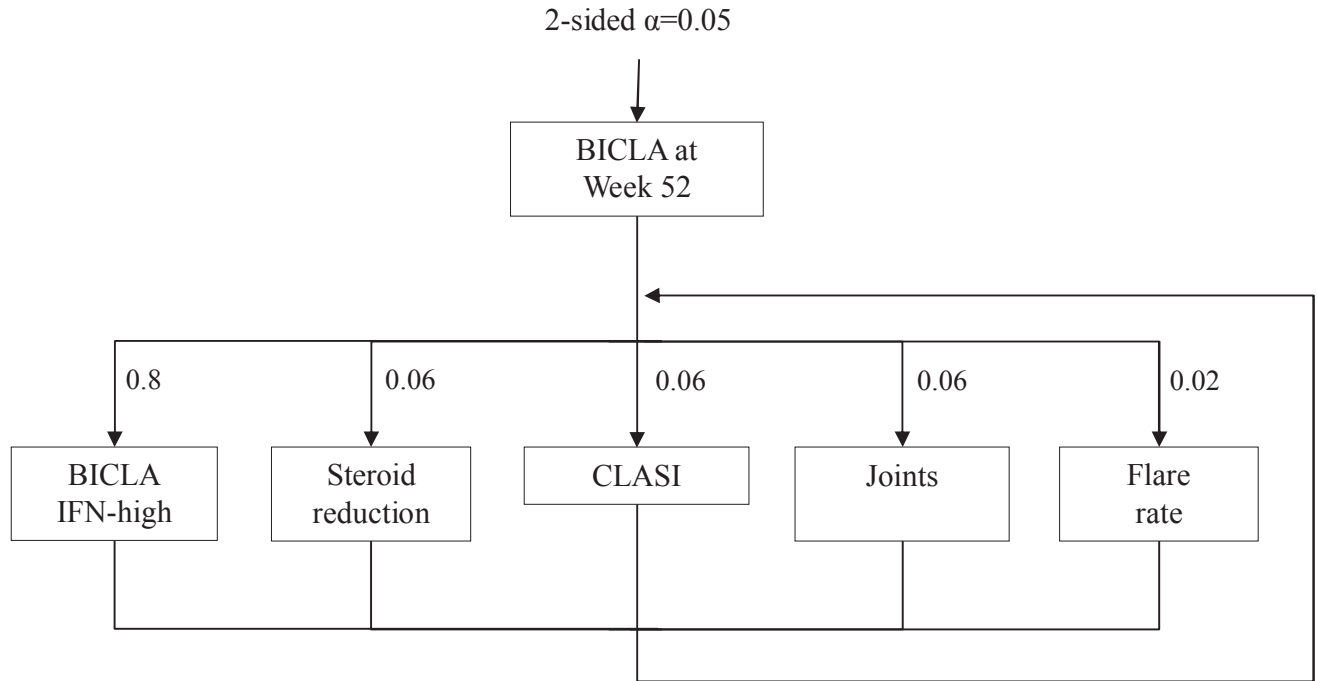 2-sided α=0.05
BICLA at
Week 52
0.8
0.06
0.06
0.06
0.02
BICLA
IFN-high
Steroid
reduction
CLASI
Joints
Flare
rate